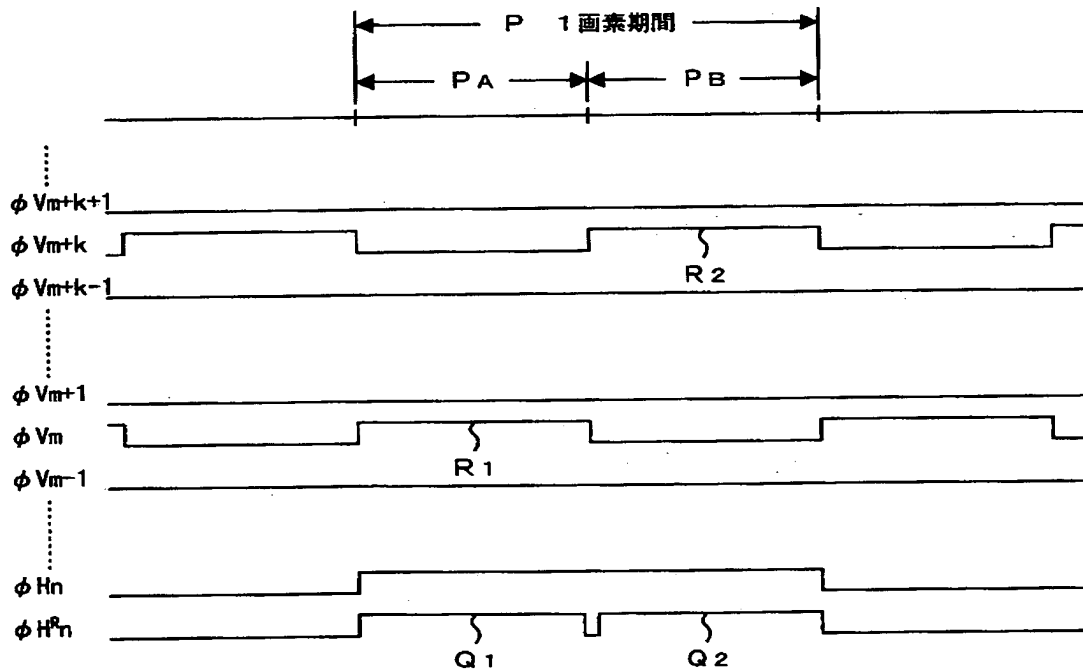 P 1画素期間
PA PB
φVm+k+1
φVm+k
R2
φVm+k-1
φVm+1
φVm
R1
φVm-1
φHn
φHᴿn
Q1 Q2